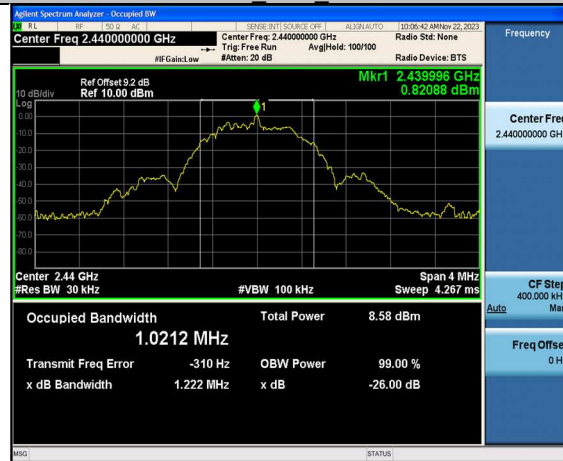 Agilent Spectrum Analyzer - Occupied BW
RL RF 50 Ω AC SENSE:INT SOURCE OFF ALIGN AUTO 10:06:42 AM Nov 22, 2023
Center Freq 2.440000000 GHz
Center Freq: 2.440000000 GHz Radio Std: None
Trig: Free Run Avg|Hold: 100/100
#IFGain:Low #Atten: 20 dB Radio Device: BTS
Frequency
Ref Offset 9.2 dB
10 dB/div Ref 10.00 dBm
Mkr1 2.439996 GHz
0.82088 dBm
Log
1
0.00
-10.0
-20.0
-30.0
-40.0
-50.0
-60.0
-70.0
-80.0
Center 2.44 GHz Span 4 MHz
#Res BW 30 kHz #VBW 100 kHz Sweep 4.267 ms
Occupied Bandwidth Total Power 8.58 dBm
1.0212 MHz
Transmit Freq Error -310 Hz OBW Power 99.00 %
x dB Bandwidth 1.222 MHz x dB -26.00 dB
Center Freq
2.440000000 GH
CF Step
400.000 kH
Auto Ma
Freq Offse
0 H
MSG STATUS